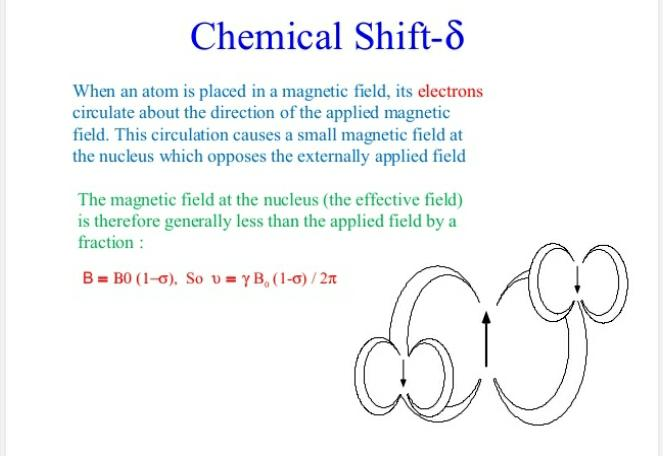 Chemical Shift-δ
When an atom is placed in a magnetic field, its electrons
circulate about the direction of the applied magnetic
field. This circulation causes a small magnetic field at
the nucleus which opposes the externally applied field
The magnetic field at the nucleus (the effective field)
is therefore generally less than the applied field by a
fraction :
B = B0 (1-σ), So υ = γ B₀ (1-σ) / 2π